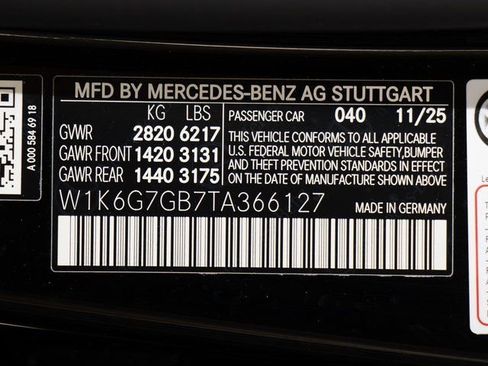 MFD BY MERCEDES-BENZ AG STUTTGART
KG LBS
PASSENGER CAR 040 11/25
GVWR 2820 6217
GAWR FRONT 1420 3131
GAWR REAR 1440 3175
THIS VEHICLE CONFORMS TO ALL APPLICABLE
U.S. FEDERAL MOTOR VEHICLE SAFETY, BUMPER
AND THEFT PREVENTION STANDARDS IN
EFFECT ON THE DATE OF MANUFACTURE SHOWN ABOVE
W1K6G7GB7TA366127
MADE IN GERMANY
A 000 584 69 18